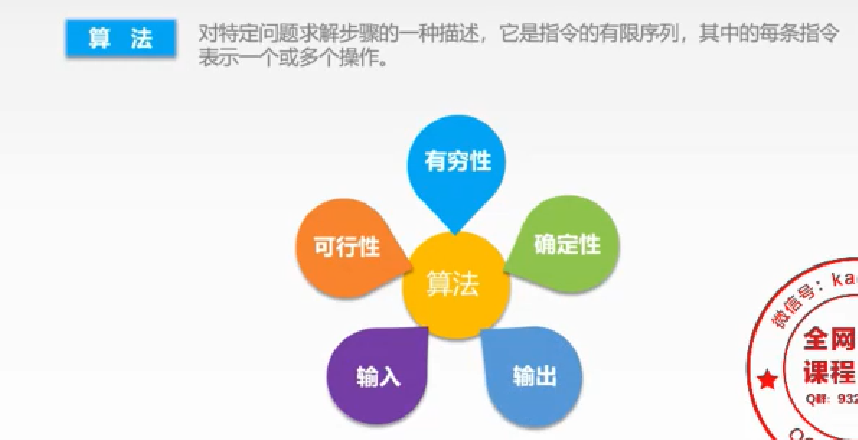 算 法
对特定问题求解步骤的一种描述，它是指令的有限序列，其中的每条指令
表示一个或多个操作。
有穷性
可行性
确定性
算法
输入
输出
微信号：ka
全网
课程
Q群：932